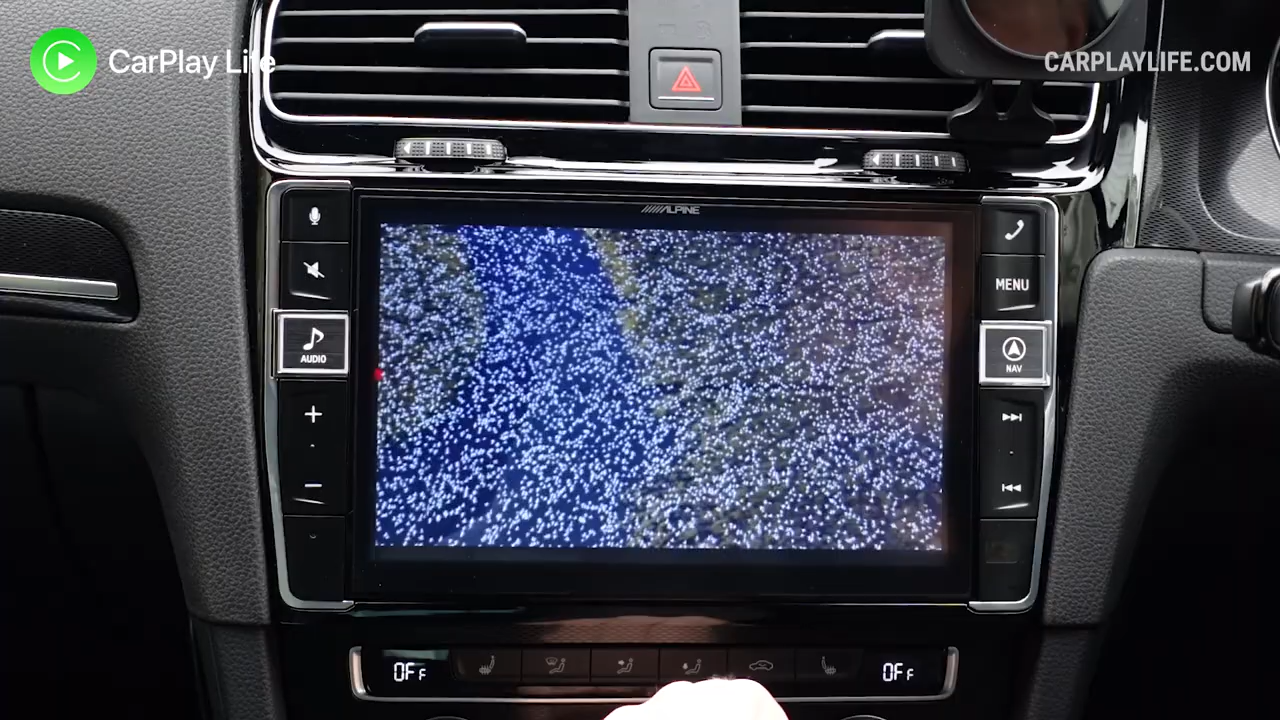 CarPlay Life
CARPLAYLIFE.COM
ALPINE
MENU
AUDIO
NAV
+
-
OFF
OFF